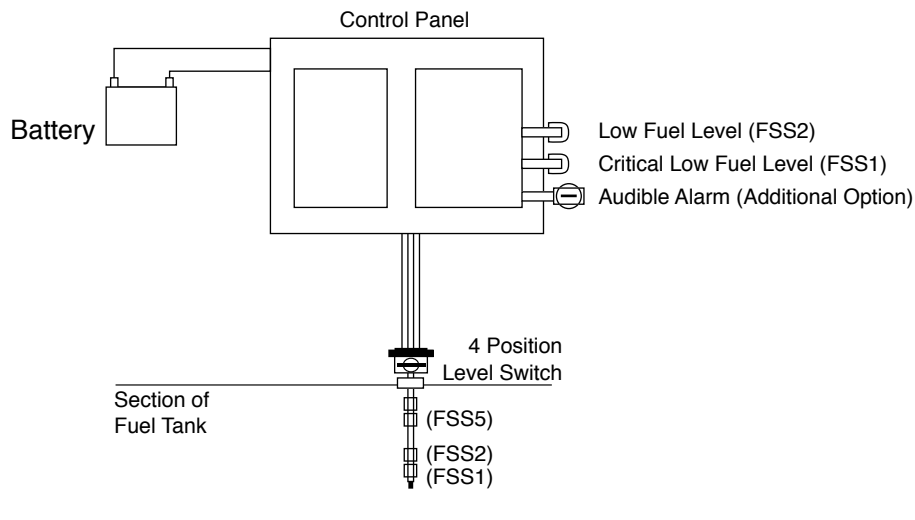 Control Panel
Battery
Low Fuel Level (FSS2)
Critical Low Fuel Level (FSS1)
Audible Alarm (Additional Option)
4 Position
Level Switch
Section of
Fuel Tank
(FSS5)
(FSS2)
(FSS1)